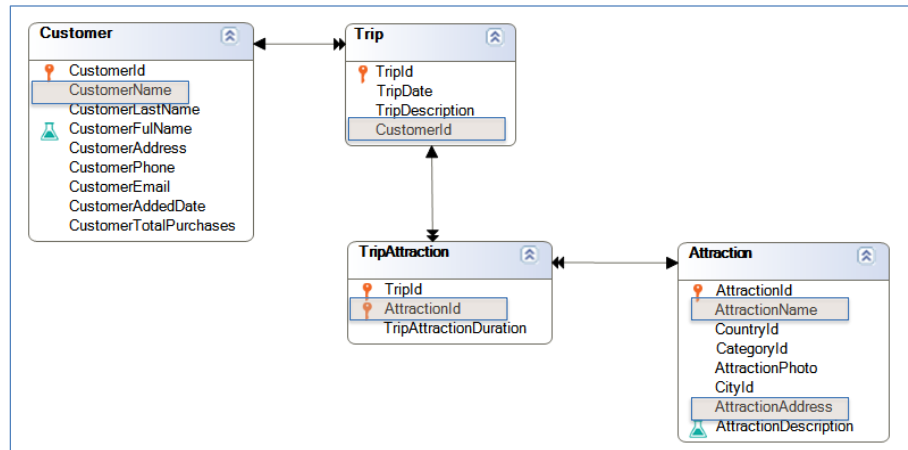 Customer
CustomerId
CustomerName
CustomerLastName
CustomerFulName
CustomerAddress
CustomerPhone
CustomerEmail
CustomerAddedDate
CustomerTotalPurchases
Trip
TripId
TripDate
TripDescription
CustomerId
TripAttraction
TripId
AttractionId
TripAttractionDuration
Attraction
AttractionId
AttractionName
CountryId
CategoryId
AttractionPhoto
CityId
AttractionAddress
AttractionDescription